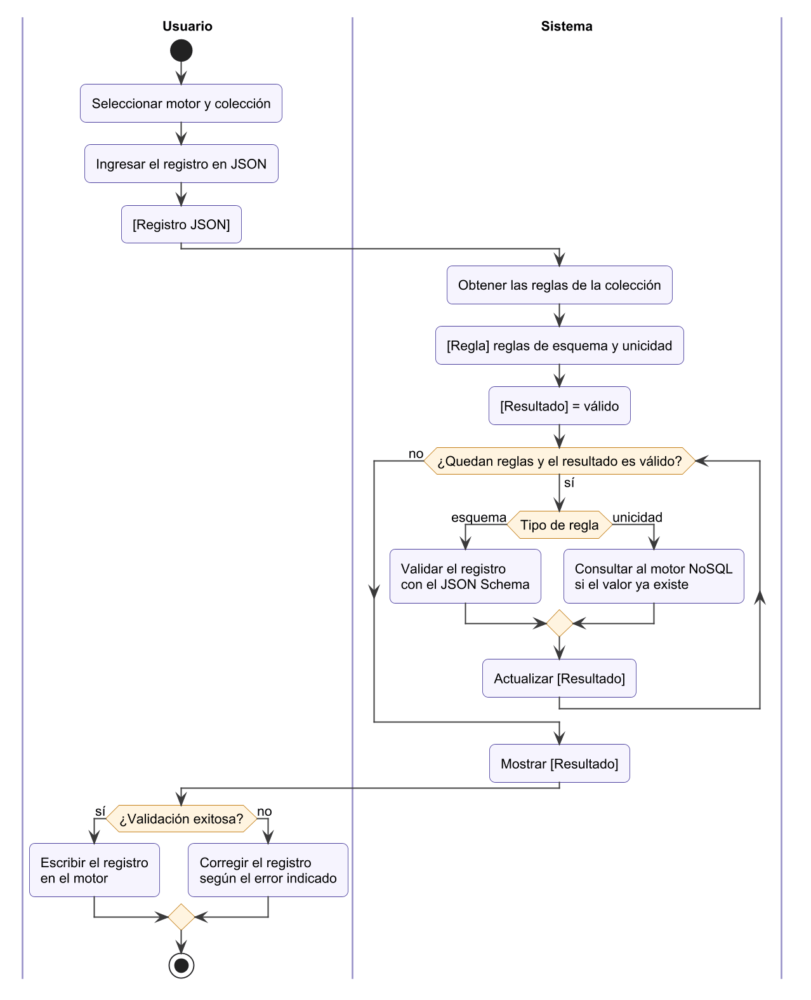 Usuario
Sistema
Seleccionar motor y colección
Ingresar el registro en JSON
[Registro JSON]
Obtener las reglas de la colección
[Regla] reglas de esquema y unicidad
[Resultado] = válido
no
¿Quedan reglas y el resultado es válido?
sí
esquema
Tipo de regla
unicidad
Validar el registro
con el JSON Schema
Consultar al motor NoSQL
si el valor ya existe
Actualizar [Resultado]
Mostrar [Resultado]
sí
¿Validación exitosa?
no
Escribir el registro
en el motor
Corregir el registro
según el error indicado